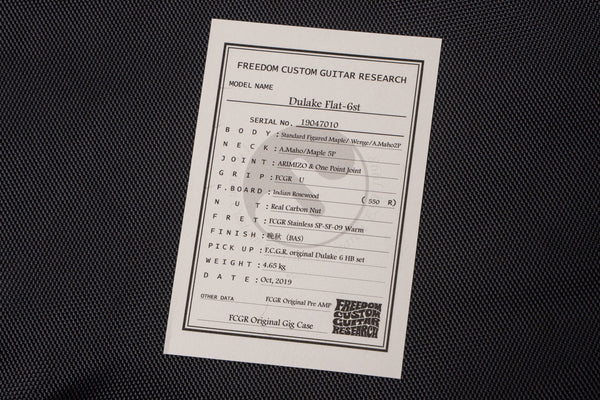 FREEDOM CUSTOM GUITAR RESEARCH
MODEL NAME
Dulake Flat-6st
SERIAL No. 19047010
BODY : Standard Figured Maple/ Wenge/A.Maho2P
NECK : A.Maho/Maple 5P
JOINT : ARIMIZO & One Point Joint
GRIP : FCGR U
F.BOARD : Indian Rosewood ( 550 R)
NUT : Real Carbon Nut
FRET : FCGR Stainless SP-SF-09 Warm
FINISH : 晩秋 (BAS)
PICK UP : F.C.G.R. original Dulake 6 HB set
WEIGHT : 4.65 kg
DATE : Oct, 2019
OTHER DATA FCGR Original Pre AMP
FCGR Original Gig Case
FREEDOM
CUSTOM
GUITAR
RESEARCH